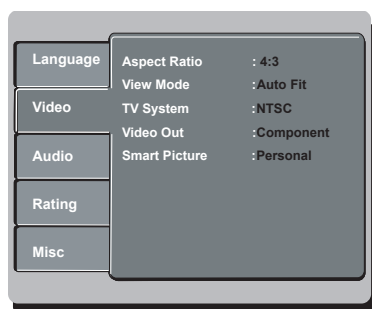 Language
Video
Audio
Rating
Misc
Aspect Ratio : 4:3
View Mode :Auto Fit
TV System :NTSC
Video Out :Component
Smart Picture :Personal